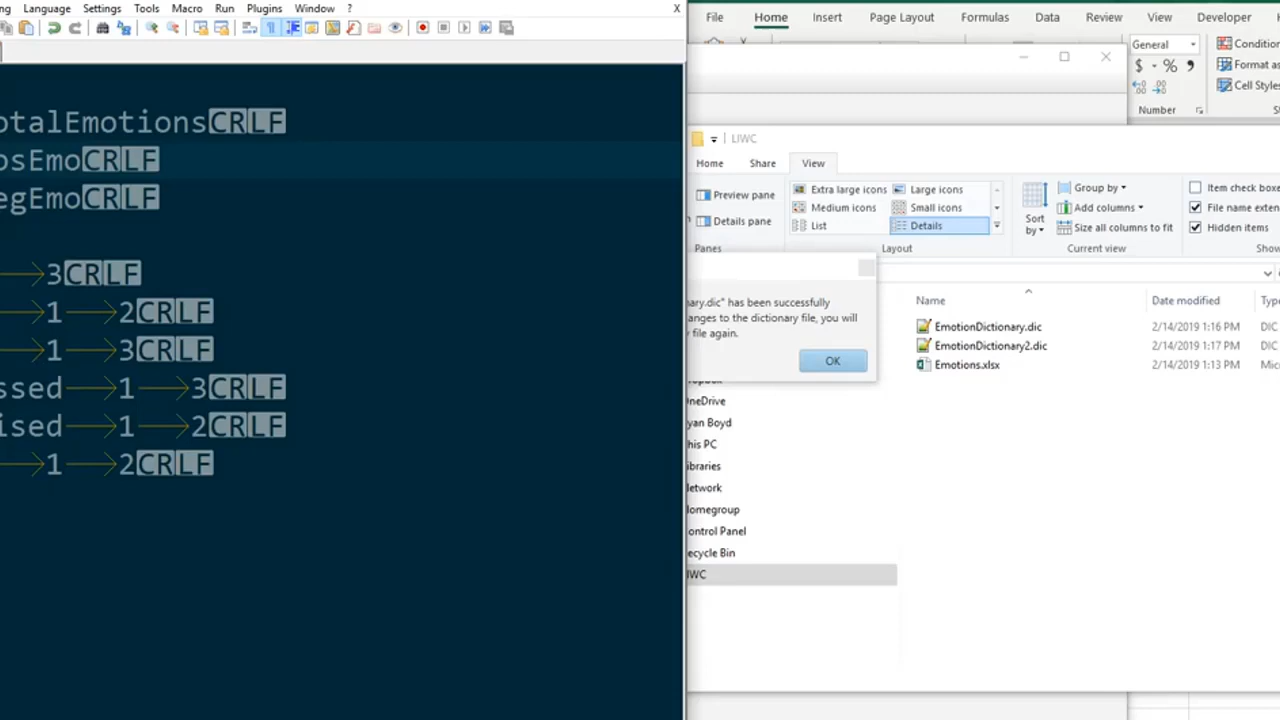 ng Language Settings Tools Macro Run Plugins Window ? X
otalEmotionsCRLF
osEmoCRLF
egEmoCRLF
3CRLF
1 2CRLF
1 3CRLF
ssed 1 3CRLF
ised 1 2CRLF
1 2CRLF
File Home Insert Page Layout Formulas Data Review View Developer
General
Condition
$ % ,
Format as
Cell Styles
Number
LIWC
Home Share View
Preview pane
Details pane
Panes
Extra large icons Large icons
Medium icons Small icons
List Details
Layout
Sort by
Group by
Add columns
Size all columns to fit
Current view
Item check boxe
File name exten
Hidden items
Show
ary.dic" has been successfully
anges to the dictionary file, you will
file again.
OK
ropbox
OneDrive
yan Boyd
his PC
ibraries
etwork
omegroup
ontrol Panel
ecycle Bin
IWC
Name Date modified Type
EmotionDictionary.dic 2/14/2019 1:16 PM DIC
EmotionDictionary2.dic 2/14/2019 1:17 PM DIC
Emotions.xlsx 2/14/2019 1:13 PM Mic